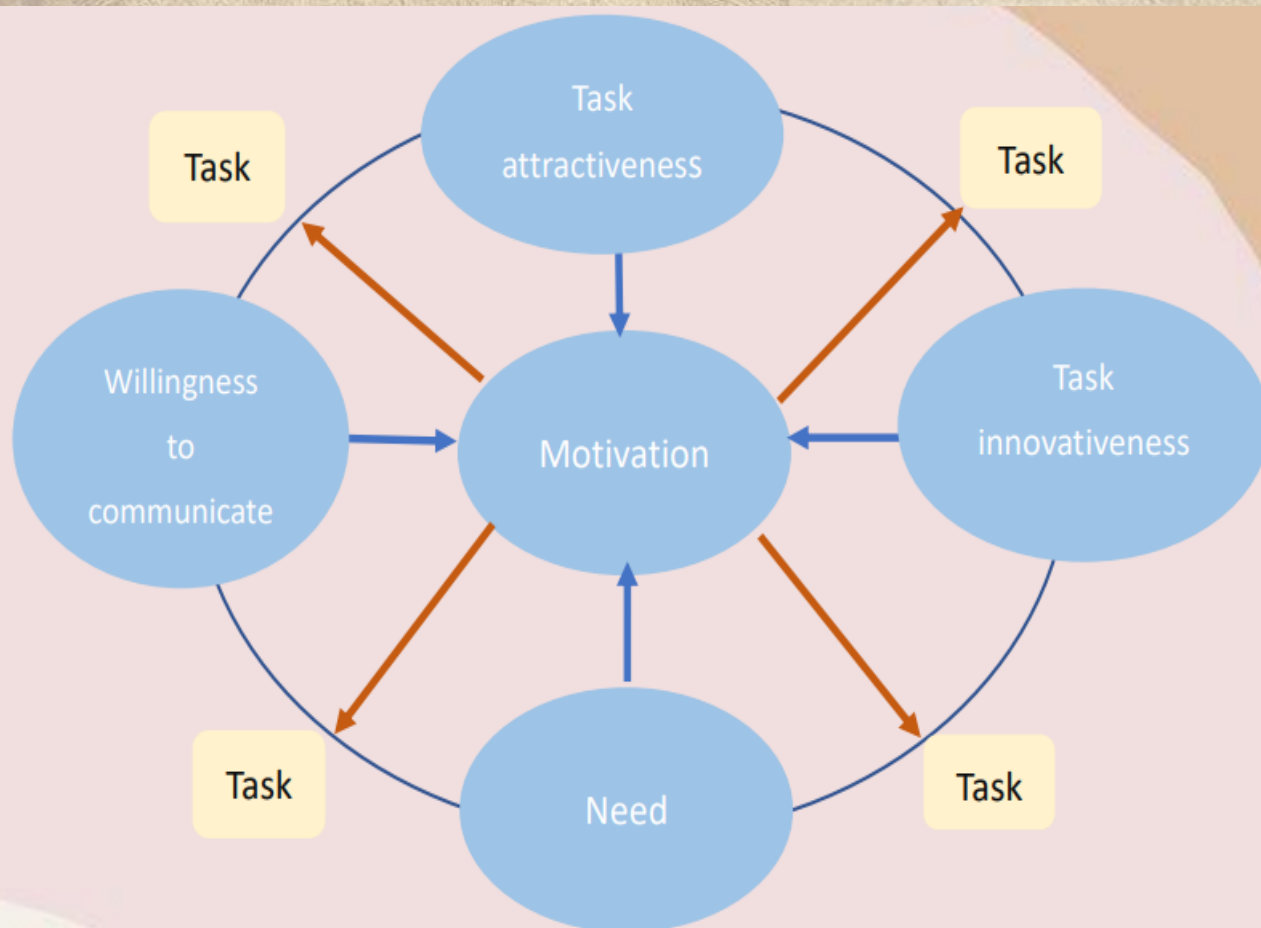 Task
attractiveness
Task
Task
Willingness
to
communicate
Motivation
Task
innovativeness
Task
Need
Task